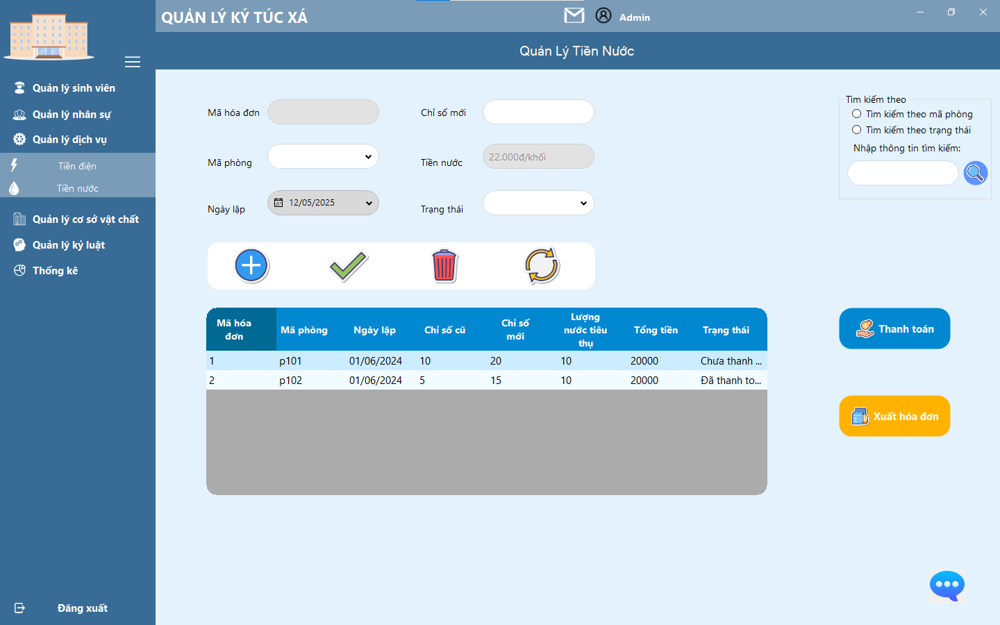 QUẢN LÝ KÝ TÚC XÁ
Admin
Quản Lý Tiền Nước
Quản lý sinh viên
Quản lý nhân sự
Quản lý dịch vụ
Tiền điện
Tiền nước
Quản lý cơ sở vật chất
Quản lý kỷ luật
Thống kê
Đăng xuất
Mã hóa đơn
Chỉ số mới
Mã phòng
Tiền nước
22.000đ/khối
Ngày lập
12/05/2025
Trạng thái
Tìm kiếm theo
Tìm kiếm theo mã phòng
Tìm kiếm theo trạng thái
Nhập thông tin tìm kiếm:
Mã hóa đơn Mã phòng Ngày lập Chỉ số cũ Chỉ số mới Lượng nước tiêu thụ Tổng tiền Trạng thái
1 p101 01/06/2024 10 20 10 20000 Chưa thanh ...
2 p102 01/06/2024 5 15 10 20000 Đã thanh to...
Thanh toán
Xuất hóa đơn